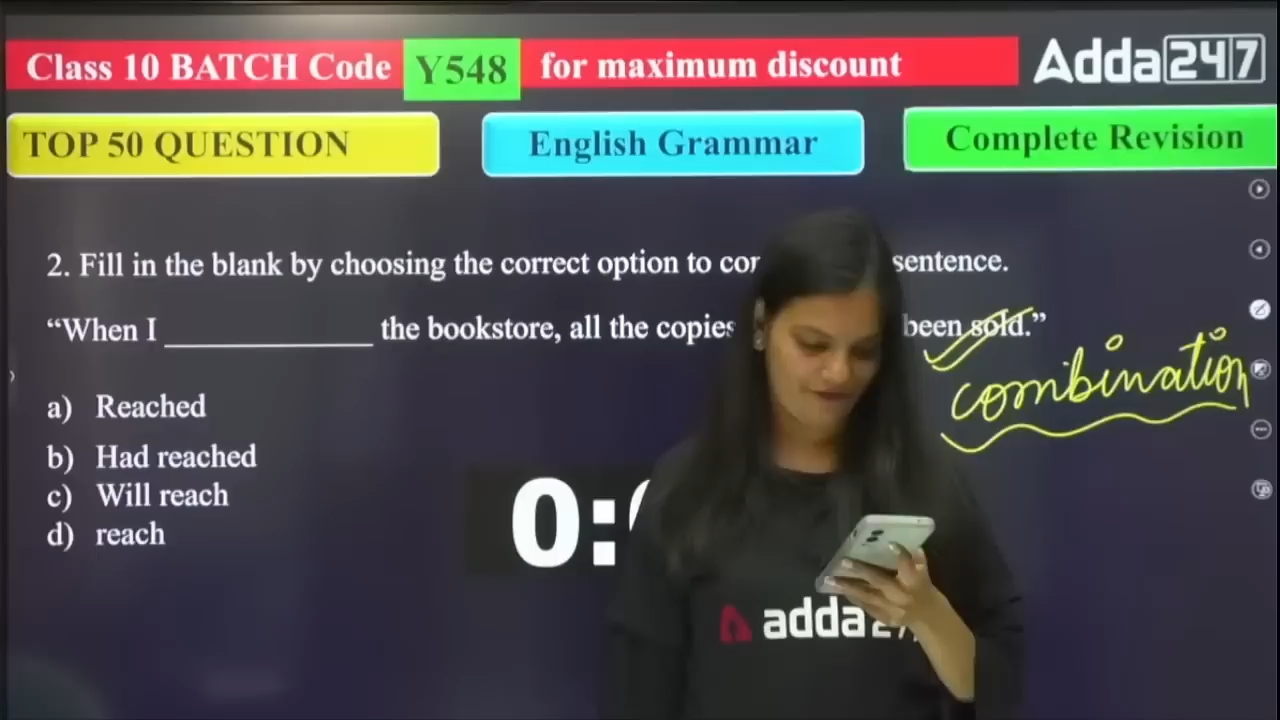 Class 10 BATCH Code Y548 for maximum discount
Adda247
TOP 50 QUESTION
English Grammar
Complete Revision
2. Fill in the blank by choosing the correct option to sentence.
“When I ____________ the bookstore, all the copies been sold.”
combination
a) Reached
b) Had reached
c) Will reach
d) reach
0:
adda